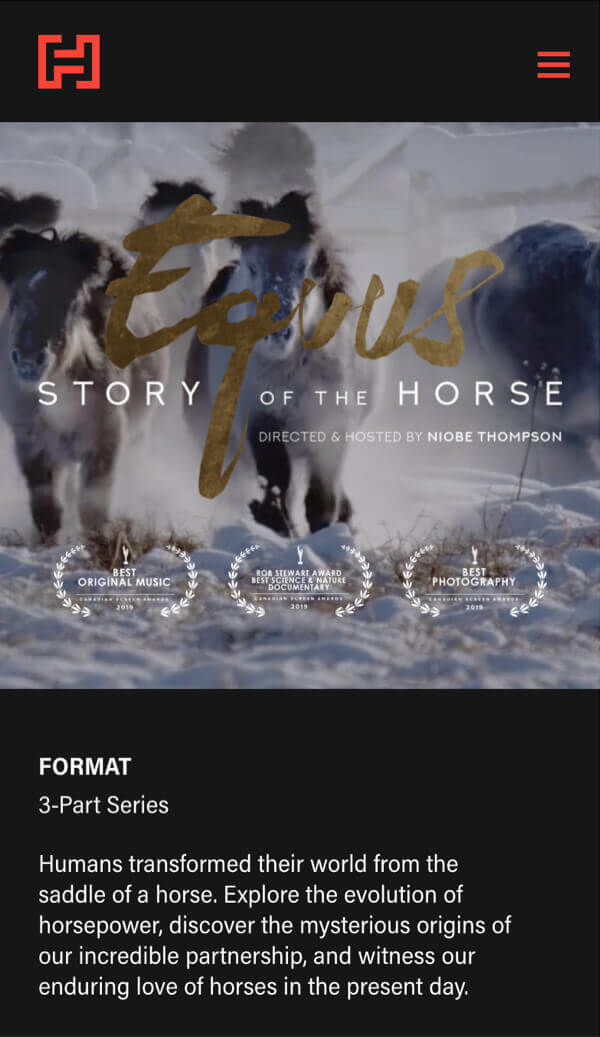 Equus
STORY OF THE HORSE
DIRECTED & HOSTED BY NIOBE THOMPSON
BEST
ORIGINAL MUSIC
CANADIAN SCREEN AWARDS
2019
ROB STEWART AWARD
BEST SCIENCE & NATURE
DOCUMENTARY
CANADIAN SCREEN AWARDS
2019
BEST
PHOTOGRAPHY
CANADIAN SCREEN AWARDS
2019
FORMAT
3-Part Series
Humans transformed their world from the
saddle of a horse. Explore the evolution of
horsepower, discover the mysterious origins of
our incredible partnership, and witness our
enduring love of horses in the present day.